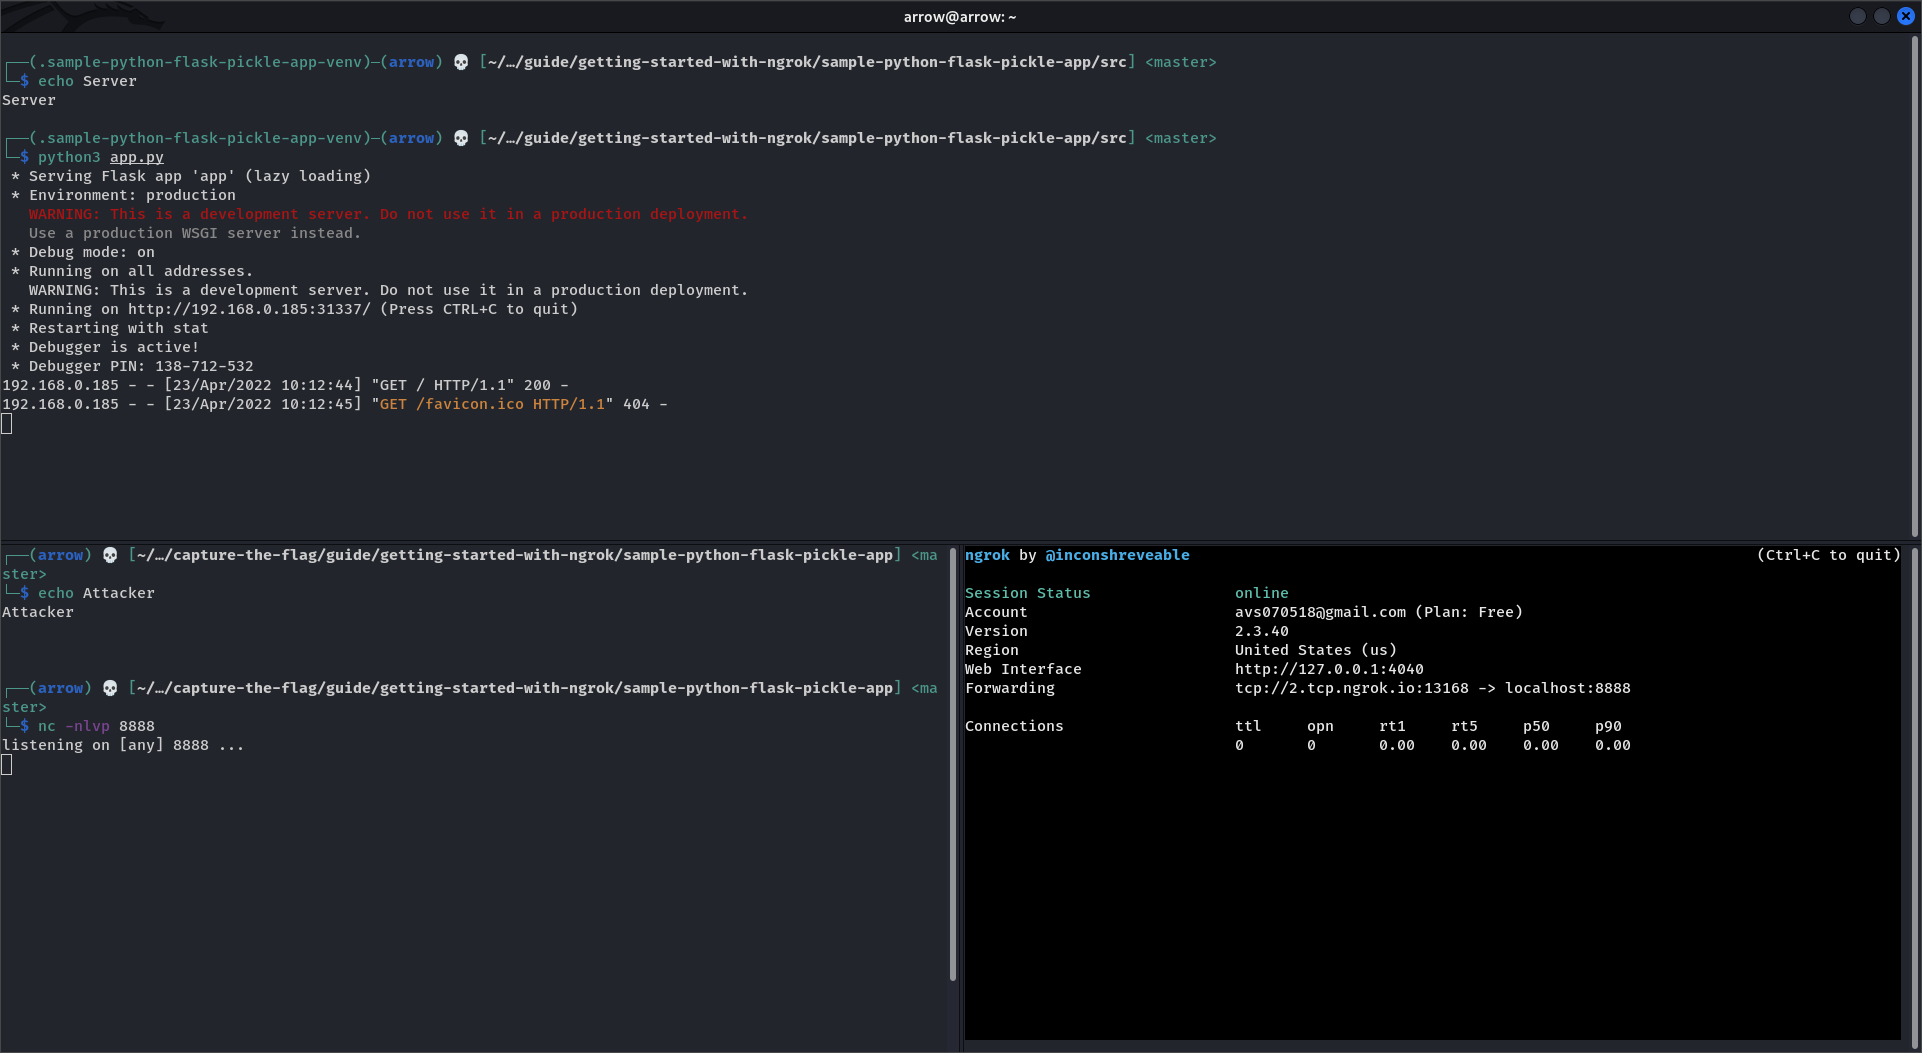 arrow@arrow: ~
┌──(.sample-python-flask-pickle-app-venv)─(arrow) 💀 [~/…/guide/getting-started-with-ngrok/sample-python-flask-pickle-app/src] <master>
└─$ echo Server
Server
┌──(.sample-python-flask-pickle-app-venv)─(arrow) 💀 [~/…/guide/getting-started-with-ngrok/sample-python-flask-pickle-app/src] <master>
└─$ python3 app.py
 * Serving Flask app 'app' (lazy loading)
 * Environment: production
   WARNING: This is a development server. Do not use it in a production deployment.
   Use a production WSGI server instead.
 * Debug mode: on
 * Running on all addresses.
   WARNING: This is a development server. Do not use it in a production deployment.
 * Running on http://192.168.0.185:31337/ (Press CTRL+C to quit)
 * Restarting with stat
 * Debugger is active!
 * Debugger PIN: 138-712-532
192.168.0.185 - - [23/Apr/2022 10:12:44] "GET / HTTP/1.1" 200 -
192.168.0.185 - - [23/Apr/2022 10:12:45] "GET /favicon.ico HTTP/1.1" 404 -
┌──(arrow) 💀 [~/…/capture-the-flag/guide/getting-started-with-ngrok/sample-python-flask-pickle-app] <ma
ster>
└─$ echo Attacker
Attacker
┌──(arrow) 💀 [~/…/capture-the-flag/guide/getting-started-with-ngrok/sample-python-flask-pickle-app] <ma
ster>
└─$ nc -nlvp 8888
listening on [any] 8888 ...
ngrok by @inconshreveable (Ctrl+C to quit)
Session Status online
Account avs070518@gmail.com (Plan: Free)
Version 2.3.40
Region United States (us)
Web Interface http://127.0.0.1:4040
Forwarding tcp://2.tcp.ngrok.io:13168 -> localhost:8888
Connections ttl opn rt1 rt5 p50 p90
0 0 0.00 0.00 0.00 0.00